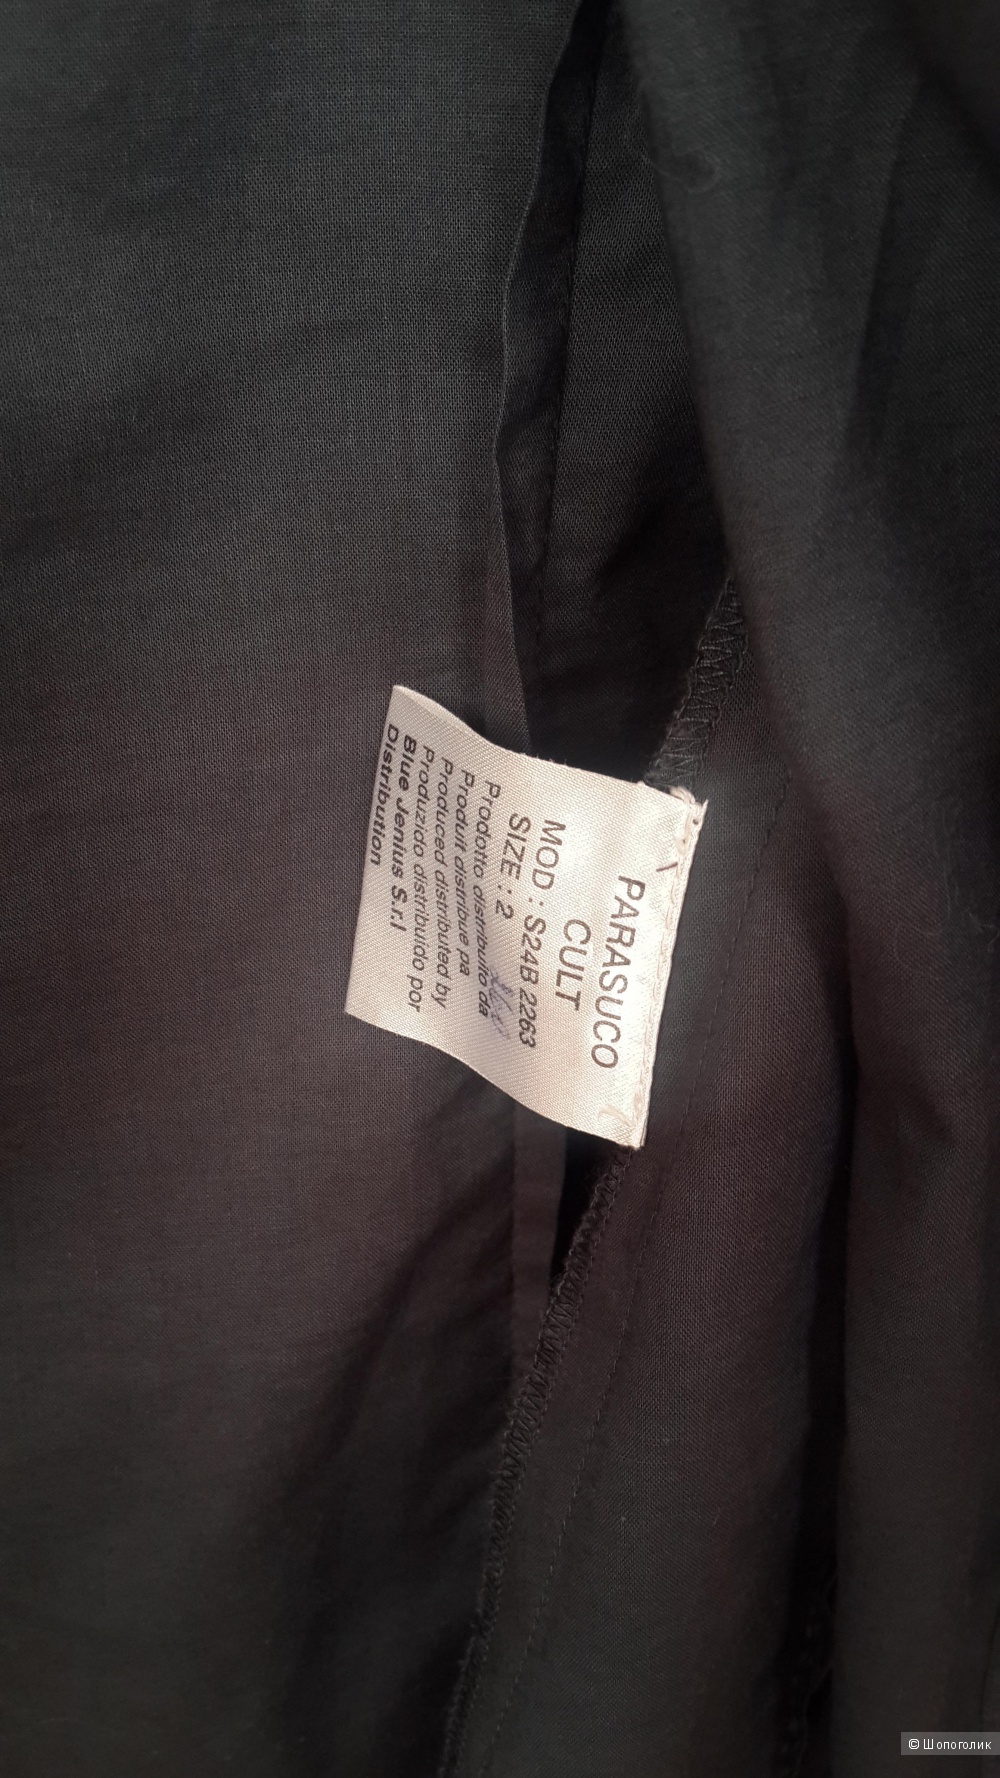 PARASUCO
CULT
MOD : S24B 2263
SIZE : 2
Prodotto distribuito da
Produit distribue pa
Produced distributed by
Produzido distribuido por
Blue Jenius S.r.l
Distribution
© Шопоголик